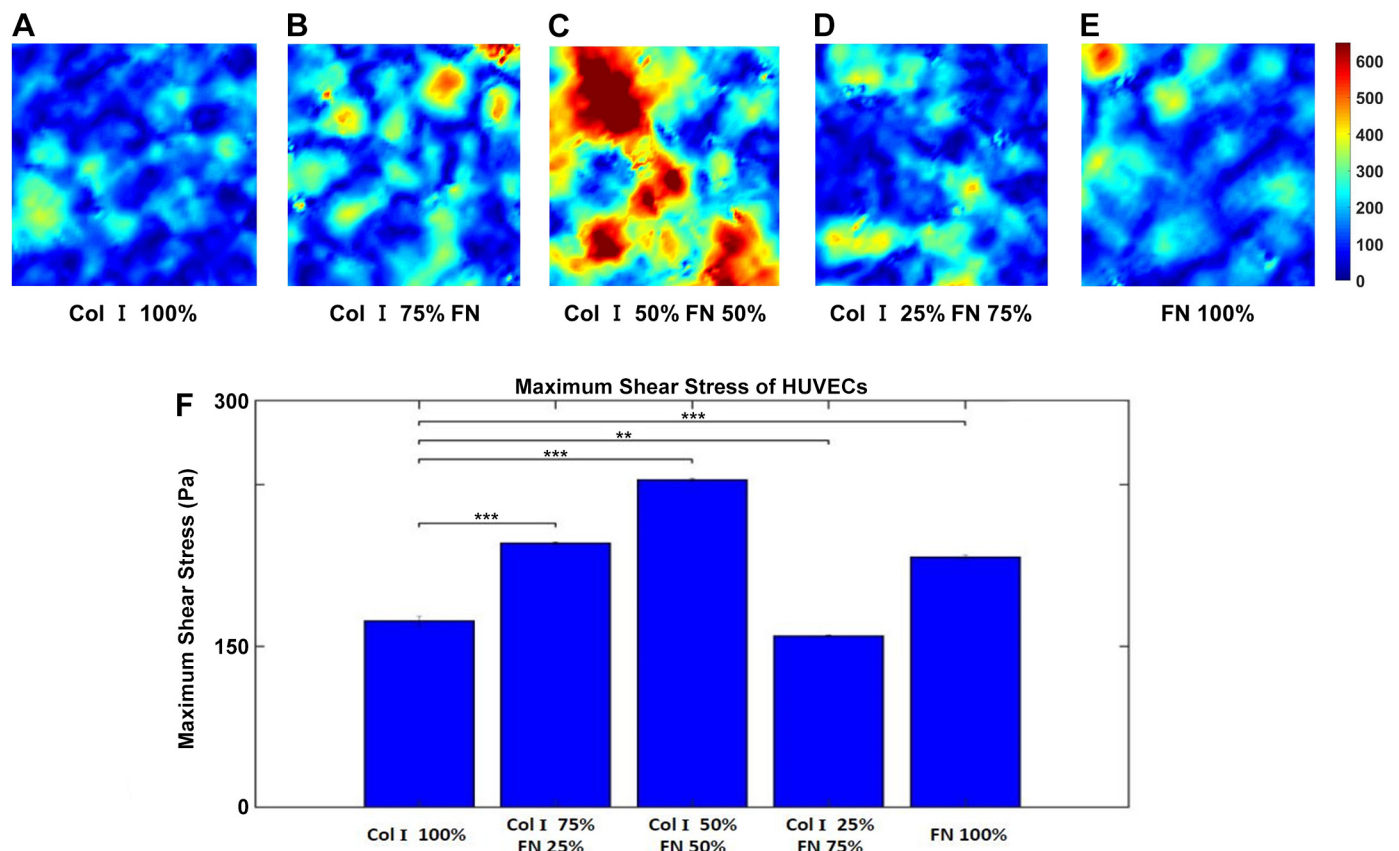 A
B
C
D
E
600
500
400
300
200
100
0
Col I 100%
Col I 75% FN
Col I 50% FN 50%
Col I 25% FN 75%
FN 100%
F
Maximum Shear Stress of HUVECs
Maximum Shear Stress (Pa)
300
150
0
***
**
***
***
Col I 100%
Col I 75%
FN 25%
Col I 50%
FN 50%
Col I 25%
FN 75%
FN 100%